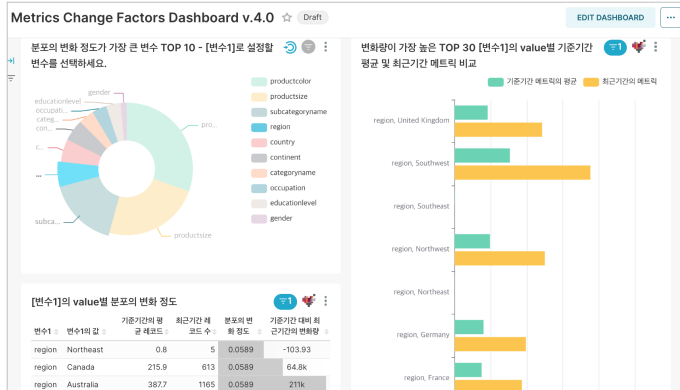 Metrics Change Factors Dashboard v.4.0
Draft
EDIT DASHBOARD
분포의 변화 정도가 가장 큰 변수 TOP 10 - [변수1]로 설정할
변수를 선택하세요.
gender
educationlevel
occupati...
categ...
con...
c...
...
subca...
pro...
productsize
productcolor
productsize
subcategoryname
region
country
continent
categoryname
occupation
educationlevel
gender
변화량이 가장 높은 TOP 30 [변수1]의 value별 기준기간
평균 및 최근기간 메트릭 비교
1
기준기간 메트릭의 평균
최근기간의 메트릭
region, United Kingdom
region, Southwest
region, Southeast
region, Northwest
region, Northeast
region, Germany
region, France
[변수1]의 value별 분포의 변화 정도
1
변수1 변수1의 값 기준기간의 평 최근기간 레 분포의 변 기준기간 대비 최
균 레코드 코드 수 화 정도 근기간의 변화량
region Northeast 0.8 5 0.0589 -103.93
region Canada 215.9 613 0.0589 64.8k
region Australia 387.7 1165 0.0589 211k